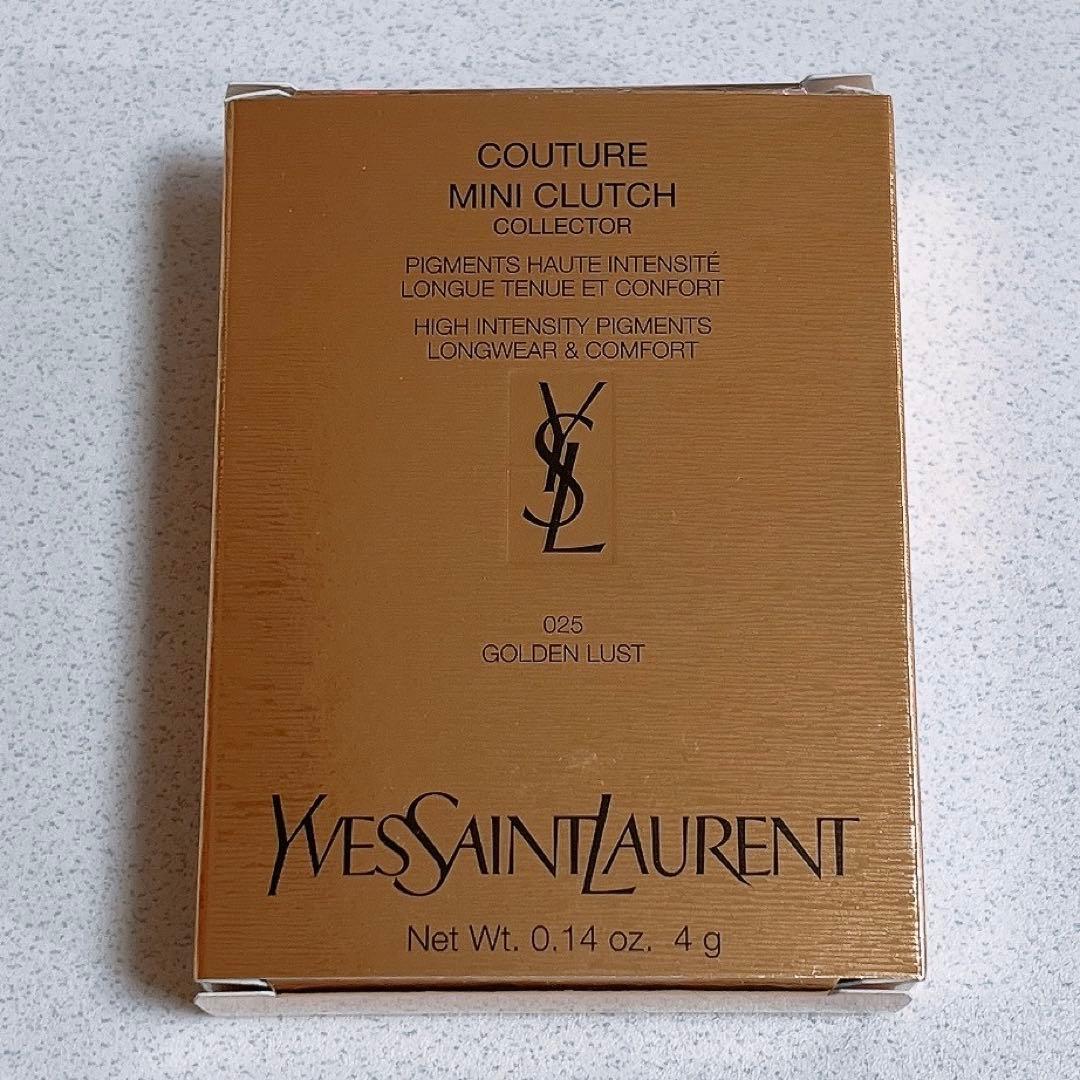 COUTURE
MINI CLUTCH
COLLECTOR
PIGMENTS HAUTE INTENSITÉ
LONGUE TENUE ET CONFORT
HIGH INTENSITY PIGMENTS
LONGWEAR & COMFORT
YSL
025
GOLDEN LUST
YVESSAINTLAURENT
Net Wt. 0.14 oz. 4 g